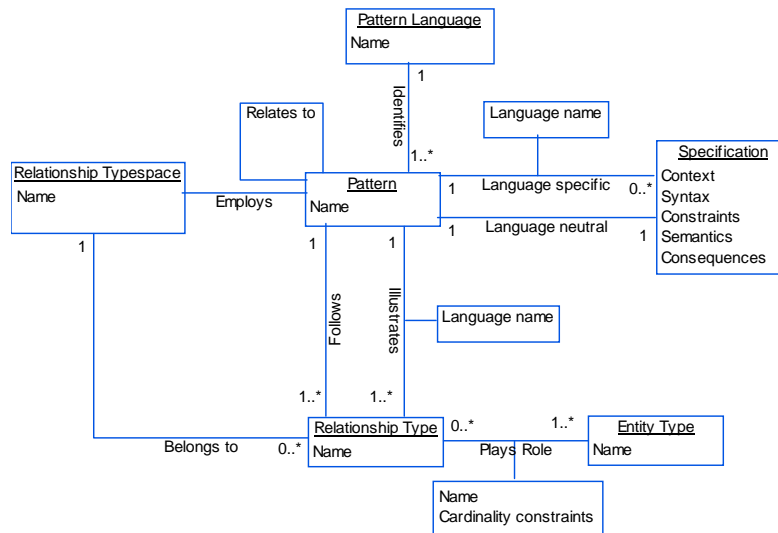 Pattern Language
Name
1
Identifies
1..*
Relates to
Language name
Relationship Typespace
Name
1
Employs
Pattern
Name
1
Language specific
0..*
1
Language neutral
1
Specification
Context
Syntax
Constraints
Semantics
Consequences
1
1
Follows
Illustrates
Language name
1..*
1..*
Belongs to
0..*
Relationship Type
Name
0..*
Plays Role
1..*
Entity Type
Name
Name
Cardinality constraints